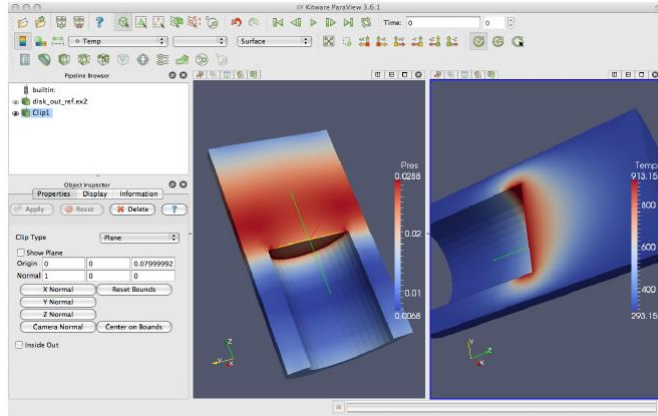 Kitware ParaView 3.6.1
Time: 0
0
Temp
Surface
Pipeline Browser
builtin:
disk_out_ref.ex2
Clip1
Object Inspector
Properties Display Information
Apply Reset Delete ?
Clip Type Plane
Show Plane
Origin 0 0 0.07999992
Normal 1 0 0
X Normal Reset Bounds
Y Normal
Z Normal
Camera Normal Center on Bounds
Inside Out
Pres
0.0288
0.02
0.01
0.0068
Z
Y
X
Temp
913.15
800
600
400
293.15
Y
Z
X